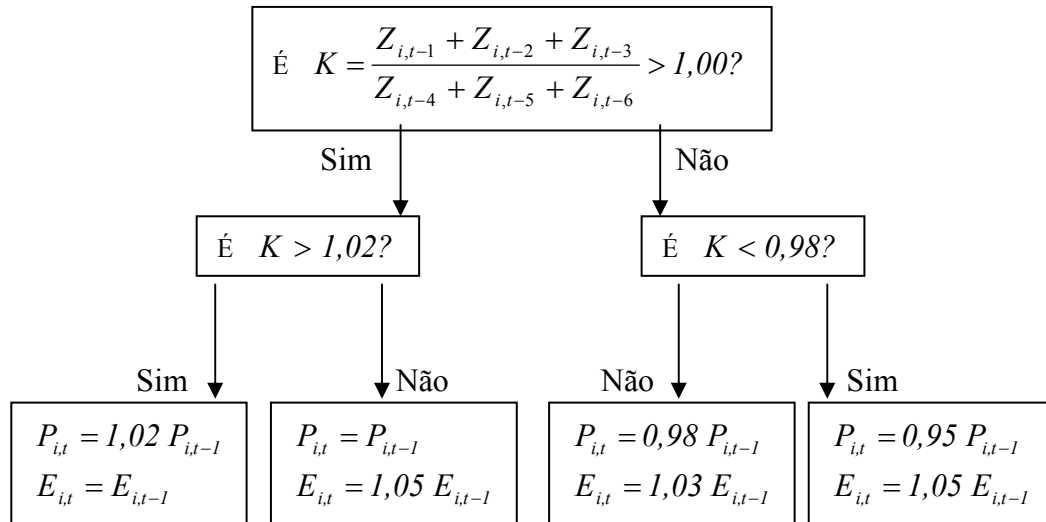 É K = \frac{Z_{i,t-1} + Z_{i,t-2} + Z_{i,t-3}}{Z_{i,t-4} + Z_{i,t-5} + Z_{i,t-6}} > 1,00?
Sim
Não
É K > 1,02?
É K < 0,98?
Sim
Não
Não
Sim
P_{i,t} = 1,02 P_{i,t-1}
E_{i,t} = E_{i,t-1}
P_{i,t} = P_{i,t-1}
E_{i,t} = 1,05 E_{i,t-1}
P_{i,t} = 0,98 P_{i,t-1}
E_{i,t} = 1,03 E_{i,t-1}
P_{i,t} = 0,95 P_{i,t-1}
E_{i,t} = 1,05 E_{i,t-1}